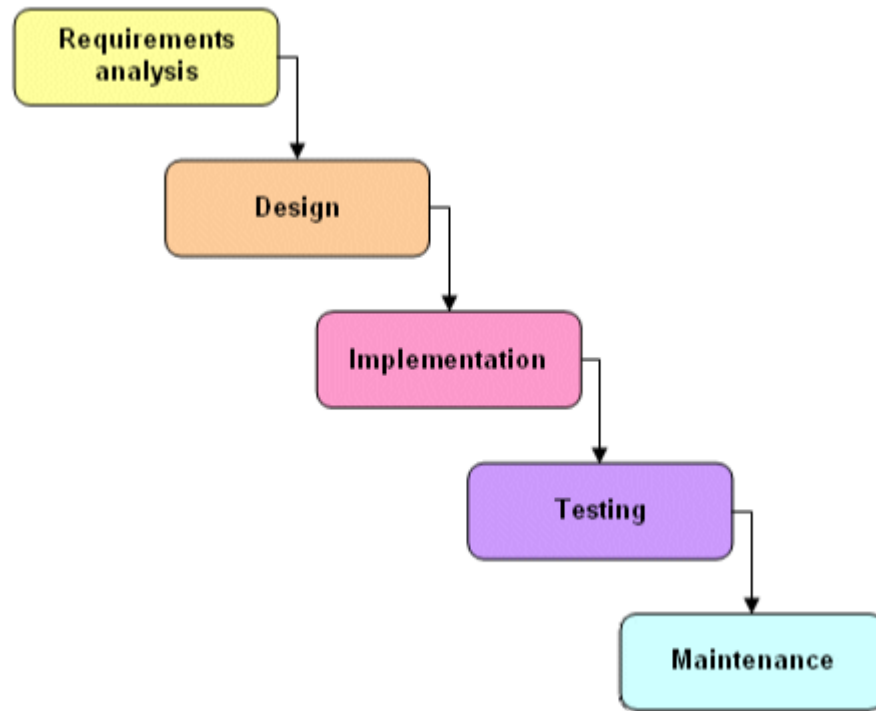 Requirements
analysis
Design
Implementation
Testing
Maintenance